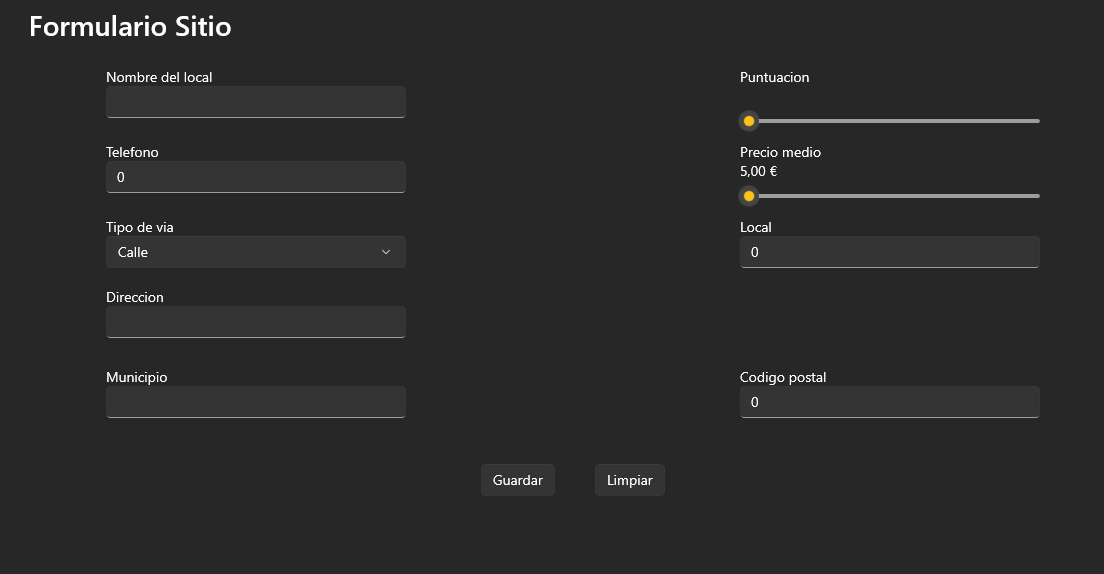 Formulario Sitio
Nombre del local
Puntuacion
Telefono
0
Precio medio
5,00 €
Tipo de via
Calle
Local
0
Direccion
Municipio
Codigo postal
0
Guardar
Limpiar